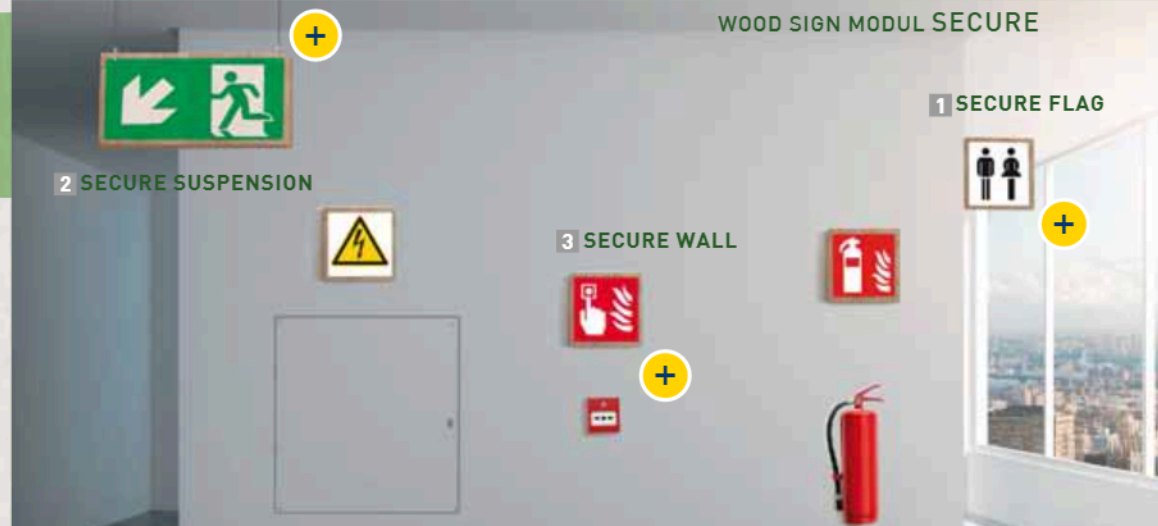 WOOD SIGN MODUL SECURE
1 SECURE FLAG
2 SECURE SUSPENSION
3 SECURE WALL